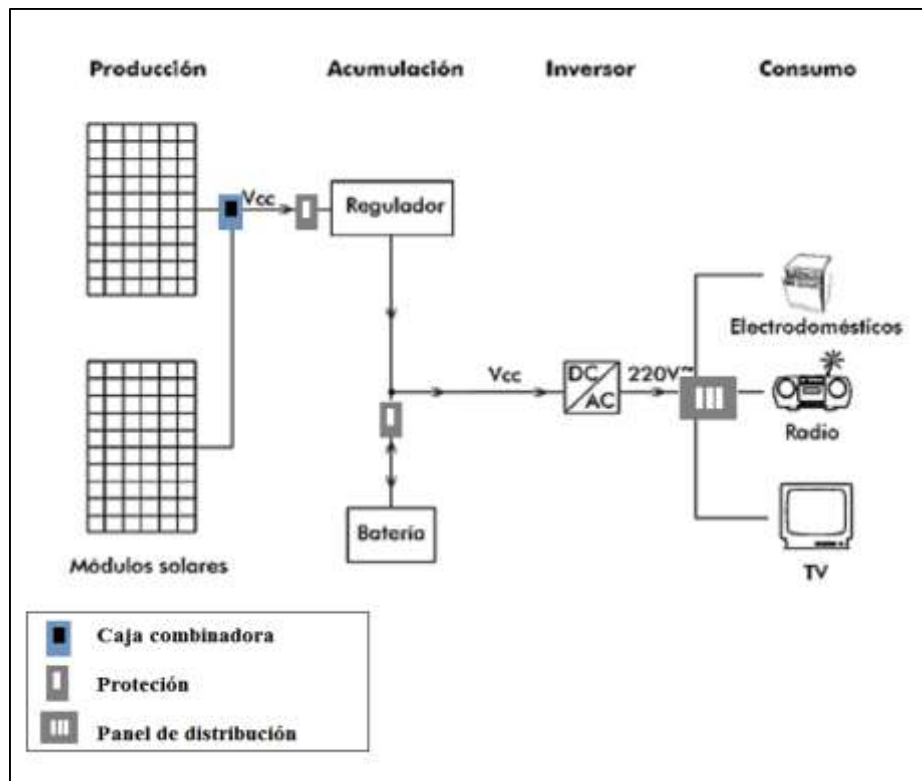 Producción
Acumulación
Inversor
Consumo
Vcc
Regulador
Electrodomésticos
Vcc
DC
AC
220V~
Radio
Batería
Módulos solares
TV
Caja combinadora
Proteción
Panel de distribución